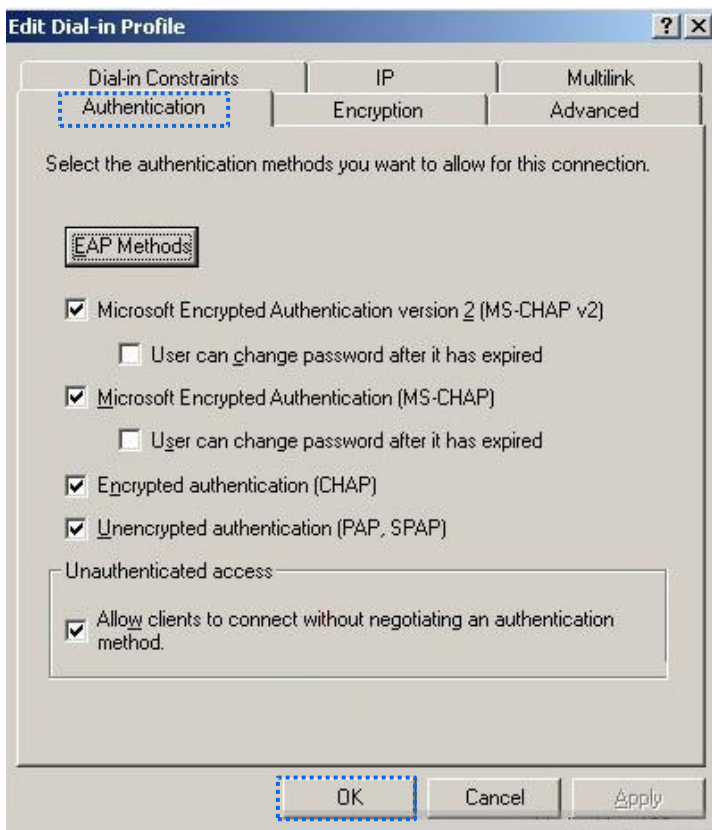 Edit Dial-in Profile
Dial-in Constraints IP Multilink
Authentication Encryption Advanced
Select the authentication methods you want to allow for this connection.
EAP Methods
Microsoft Encrypted Authentication version 2 (MS-CHAP v2)
User can change password after it has expired
Microsoft Encrypted Authentication (MS-CHAP)
User can change password after it has expired
Encrypted authentication (CHAP)
Unencrypted authentication (PAP, SPAP)
Unauthenticated access
Allow clients to connect without negotiating an authentication
method.
OK Cancel Apply